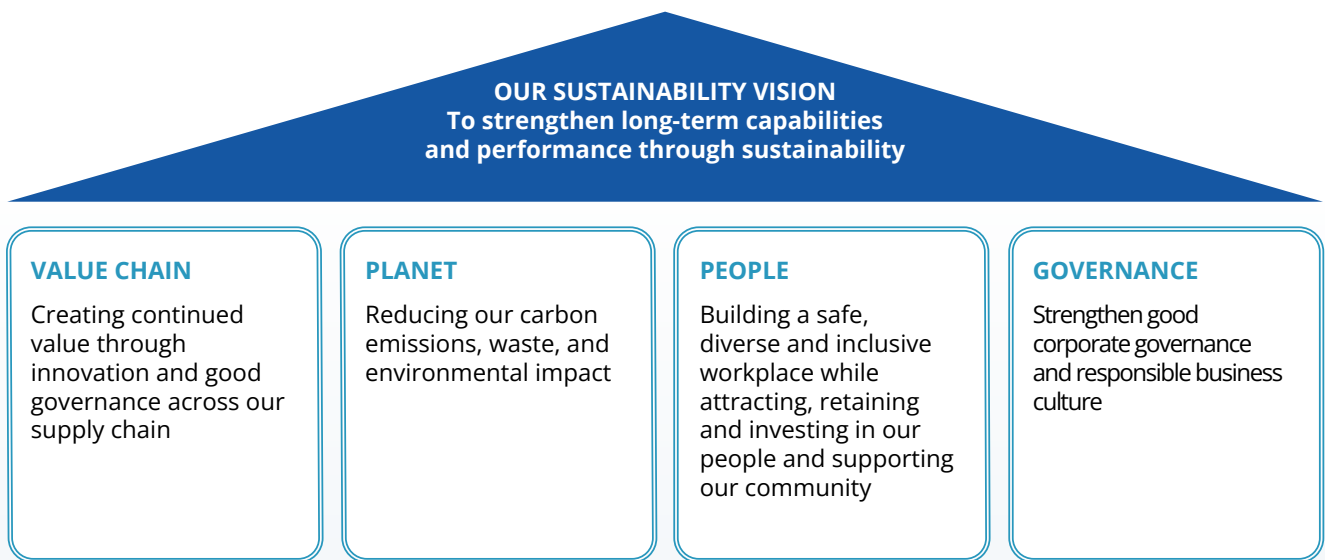 OUR SUSTAINABILITY VISION
To strengthen long-term capabilities
and performance through sustainability
VALUE CHAIN
Creating continued
value through
innovation and good
governance across our
supply chain
PLANET
Reducing our carbon
emissions, waste, and
environmental impact
PEOPLE
Building a safe,
diverse and inclusive
workplace while
attracting, retaining
and investing in our
people and supporting
our community
GOVERNANCE
Strengthen good
corporate governance
and responsible business
culture